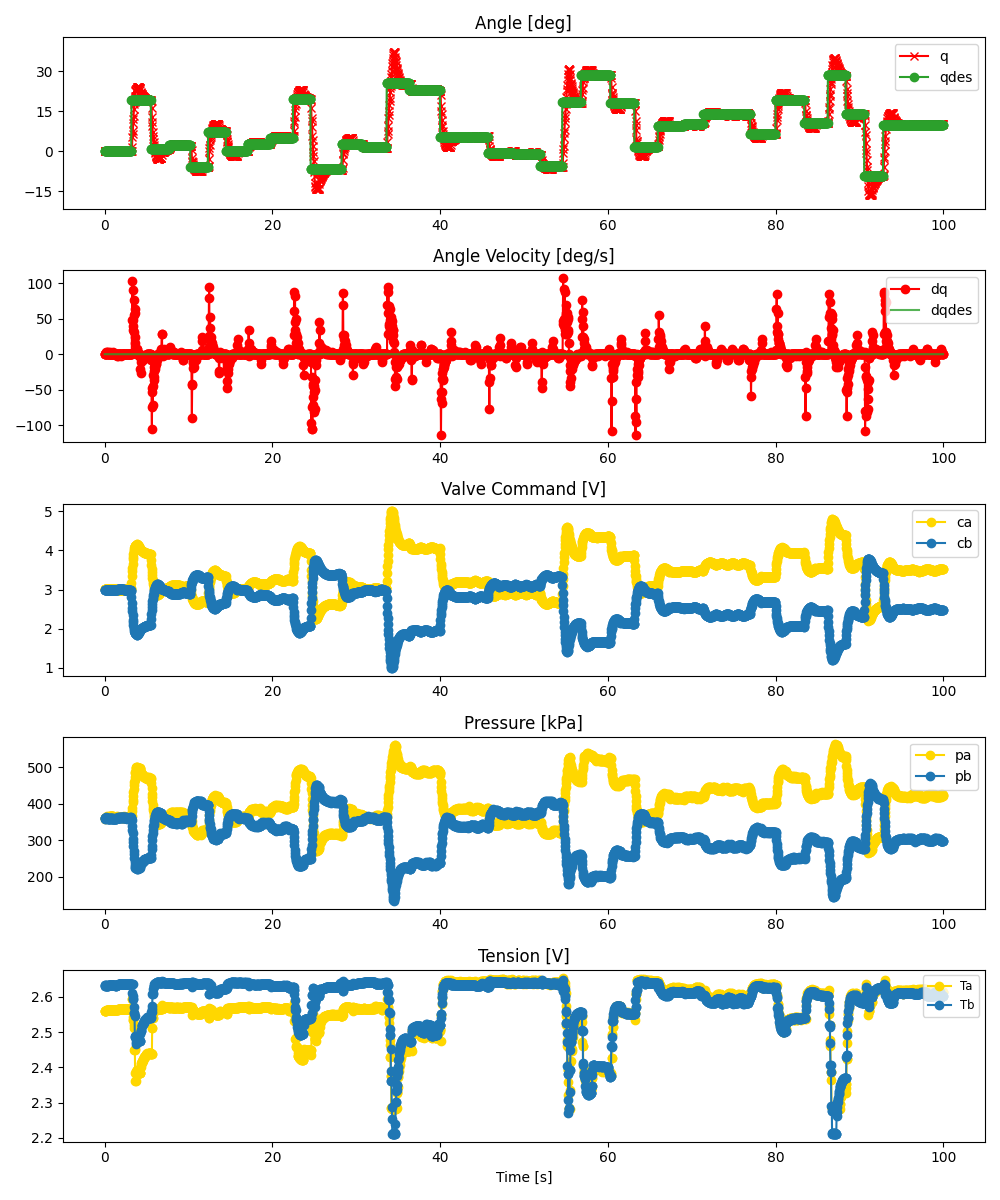 Angle [deg]
30
15
0
−15
q
qdes
0 20 40 60 80 100
Angle Velocity [deg/s]
100
50
0
−50
−100
dq
dqdes
0 20 40 60 80 100
Valve Command [V]
5
4
3
2
1
ca
cb
0 20 40 60 80 100
Pressure [kPa]
500
400
300
200
pa
pb
0 20 40 60 80 100
Tension [V]
2.6
2.5
2.4
2.3
2.2
Ta
Tb
0 20 40 60 80 100
Time [s]